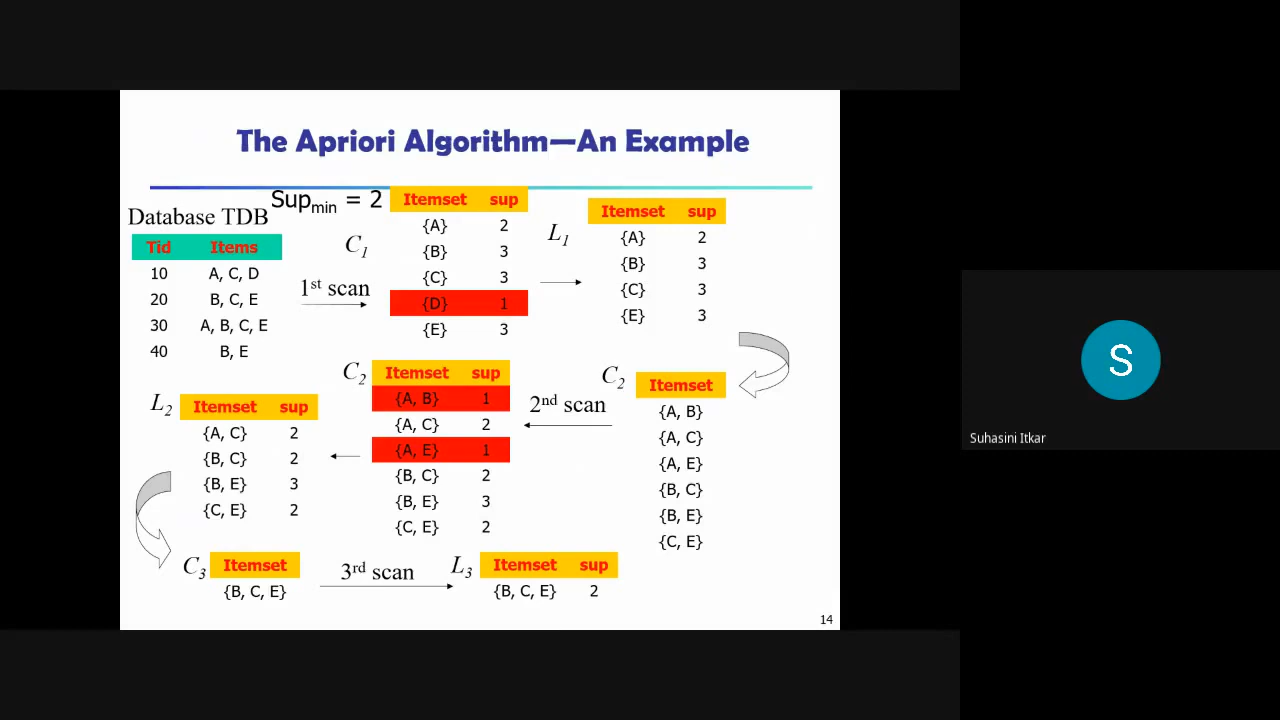 The Apriori Algorithm—An Example
Sup_min = 2
Database TDB
Tid Items
10 A, C, D
20 B, C, E
30 A, B, C, E
40 B, E
1st scan
C1
Itemset sup
{A} 2
{B} 3
{C} 3
{D} 1
{E} 3
L1
Itemset sup
{A} 2
{B} 3
{C} 3
{E} 3
C2
Itemset
{A, B}
{A, C}
{A, E}
{B, C}
{B, E}
{C, E}
2nd scan
C2
Itemset sup
{A, B} 1
{A, C} 2
{A, E} 1
{B, C} 2
{B, E} 3
{C, E} 2
L2
Itemset sup
{A, C} 2
{B, C} 2
{B, E} 3
{C, E} 2
C3
Itemset
{B, C, E}
3rd scan
L3
Itemset sup
{B, C, E} 2
14
S
Suhasini Itkar